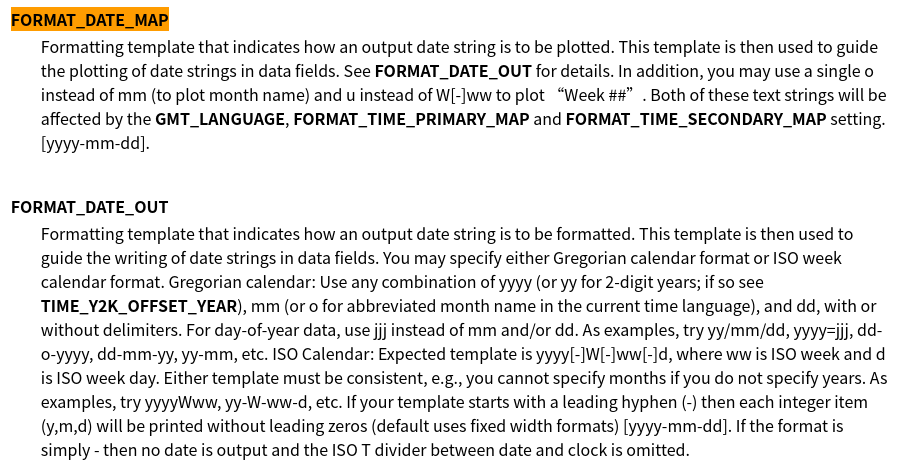 FORMAT_DATE_MAP
Formatting template that indicates how an output date string is to be plotted. This template is then used to guide
the plotting of date strings in data fields. See FORMAT_DATE_OUT for details. In addition, you may use a single o
instead of mm (to plot month name) and u instead of W[-]ww to plot “Week ##”. Both of these text strings will be
affected by the GMT_LANGUAGE, FORMAT_TIME_PRIMARY_MAP and FORMAT_TIME_SECONDARY_MAP setting.
[yyyy-mm-dd].
FORMAT_DATE_OUT
Formatting template that indicates how an output date string is to be formatted. This template is then used to
guide the writing of date strings in data fields. You may specify either Gregorian calendar format or ISO week
calendar format. Gregorian calendar: Use any combination of yyyy (or yy for 2-digit years; if so see
TIME_Y2K_OFFSET_YEAR), mm (or o for abbreviated month name in the current time language), and dd, with or
without delimiters. For day-of-year data, use jjj instead of mm and/or dd. As examples, try yy/mm/dd, yyyy=jjj, dd-
o-yyyy, dd-mm-yy, yy-mm, etc. ISO Calendar: Expected template is yyyy[-]W[-]ww[-]d, where ww is ISO week and d
is ISO week day. Either template must be consistent, e.g., you cannot specify months if you do not specify years. As
examples, try yyyyWww, yy-W-ww-d, etc. If your template starts with a leading hyphen (-) then each integer item
(y,m,d) will be printed without leading zeros (default uses fixed width formats) [yyyy-mm-dd]. If the format is
simply - then no date is output and the ISO T divider between date and clock is omitted.